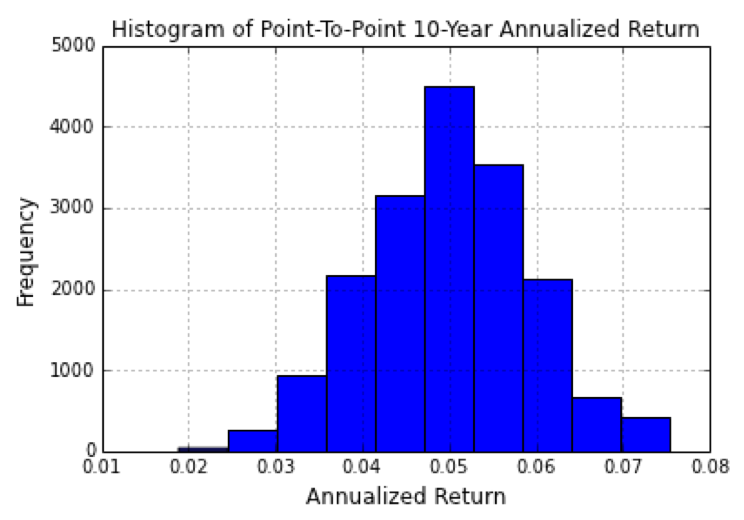 Histogram of Point-To-Point 10-Year Annualized Return
5000
4000
3000
2000
1000
0
Frequency
0.01 0.02 0.03 0.04 0.05 0.06 0.07 0.08
Annualized Return